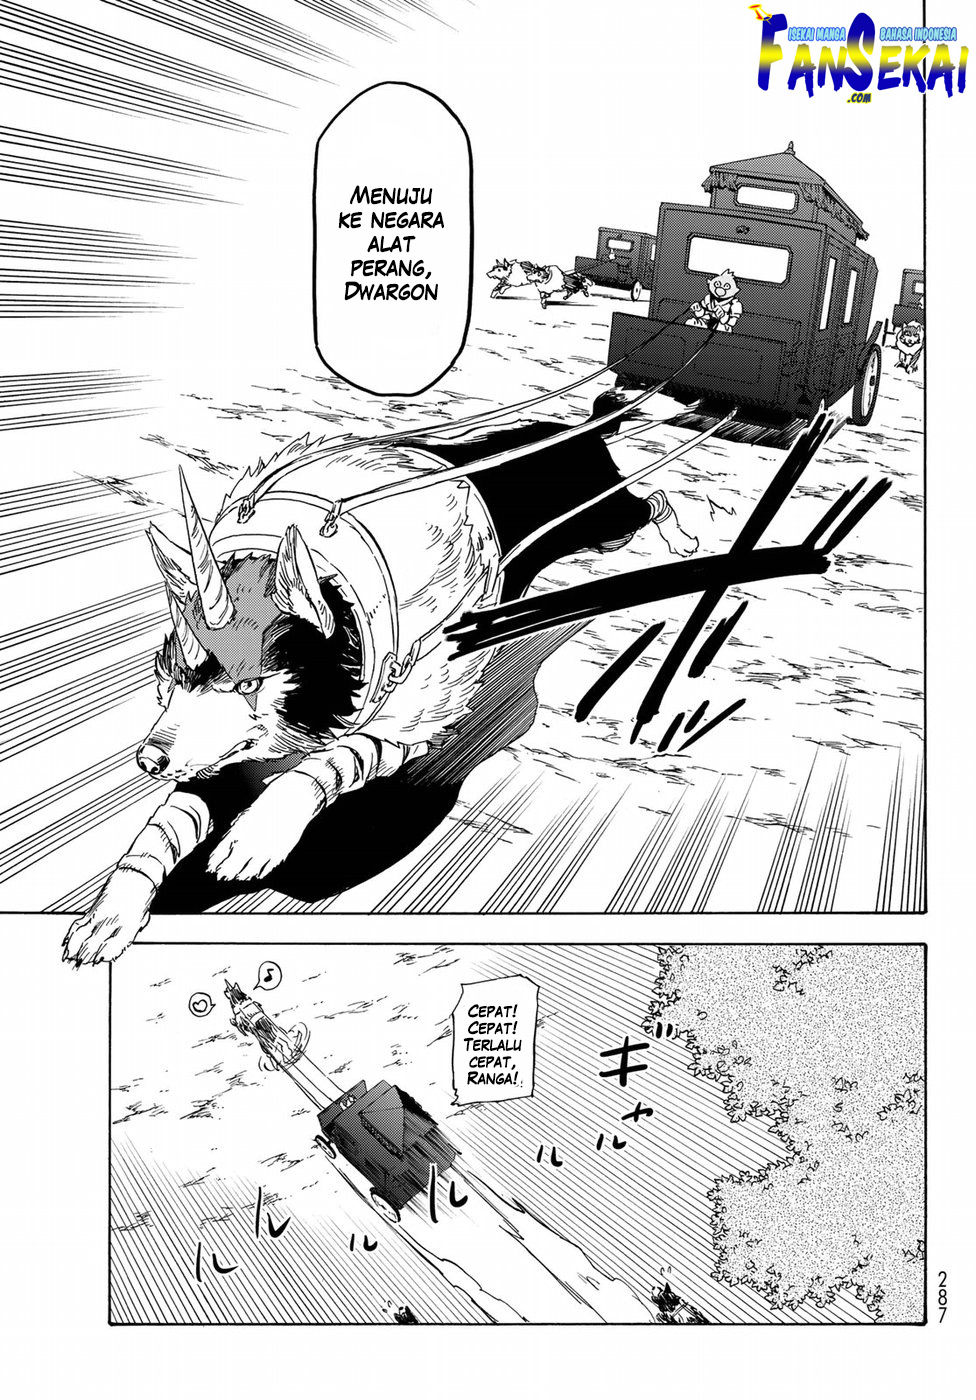 ISEKAI MANGA BAHASA INDONESIA
FANSEKAI
.COM
MENUJU
KE NEGARA
ALAT
PERANG,
DWARGON
CEPAT!
CEPAT!
TERLALU
CEPAT,
RANGA!
ギャ
ルル
ルルルル
287